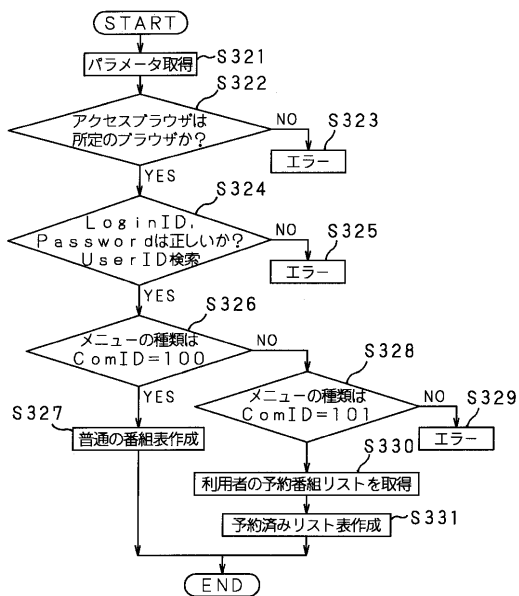 START
S321
パラメータ取得
S322
アクセスブラウザは
所定のブラウザか?
NO
S323
エラー
YES
S324
LoginID,
Passwordは正しいか?
UserID検索
NO
S325
エラー
YES
S326
メニューの種類は
ComID=100
NO
S328
YES
メニューの種類は
ComID=101
NO
S329
エラー
S327
普通の番組表作成
S330
利用者の予約番組リストを取得
S331
予約済みリスト表作成
END